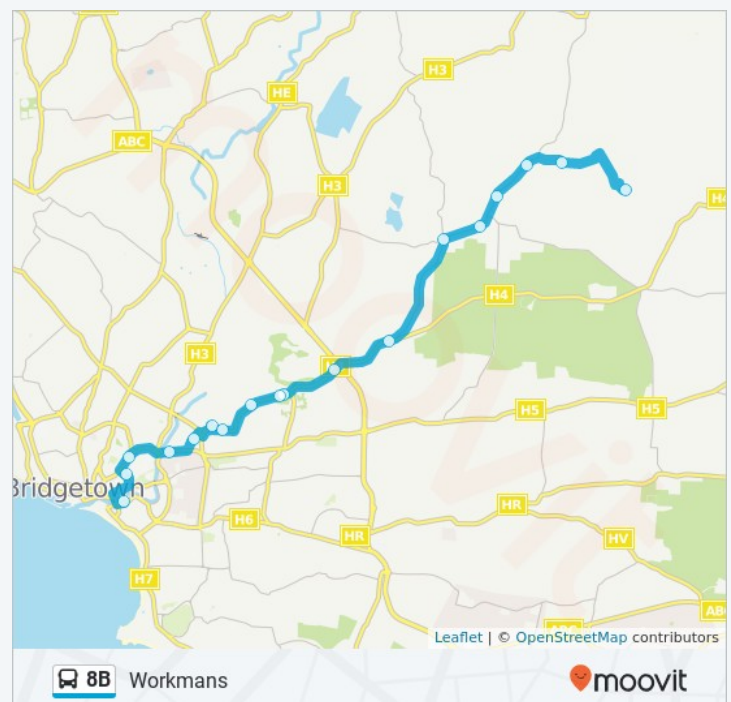 H3
HE
ABC
H3
H4
H4
H3
H5
H5
Bridgetown
HR
H6
HR
HV
H7
ABC
Leaflet | © OpenStreetMap contributors
8B Workmans
moovit